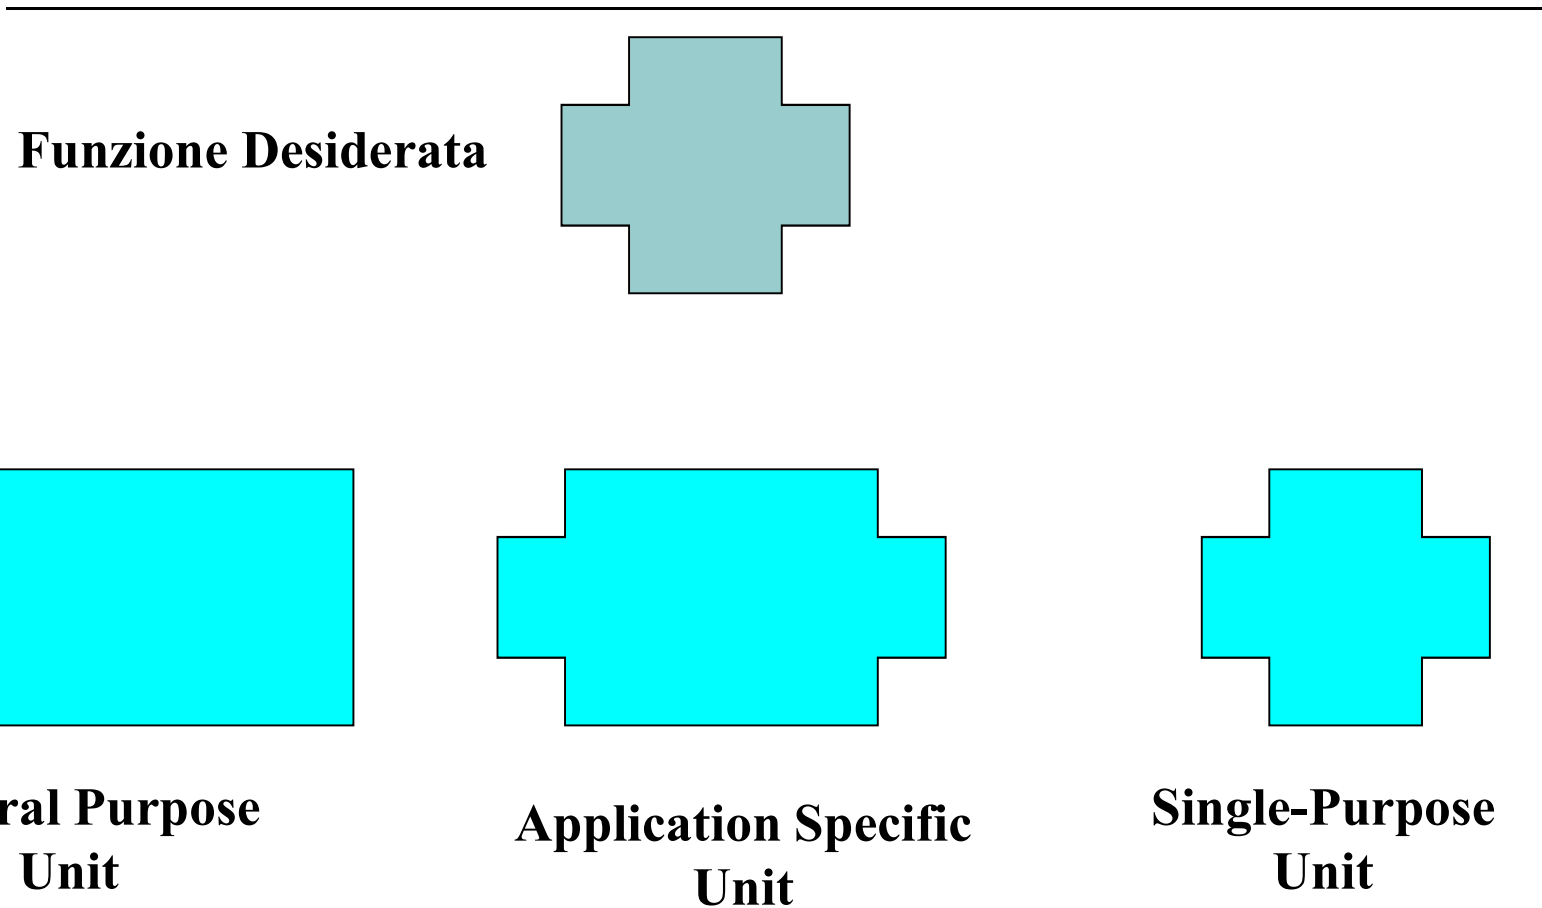 Funzione Desiderata
ral Purpose
Unit
Application Specific
Unit
Single-Purpose
Unit